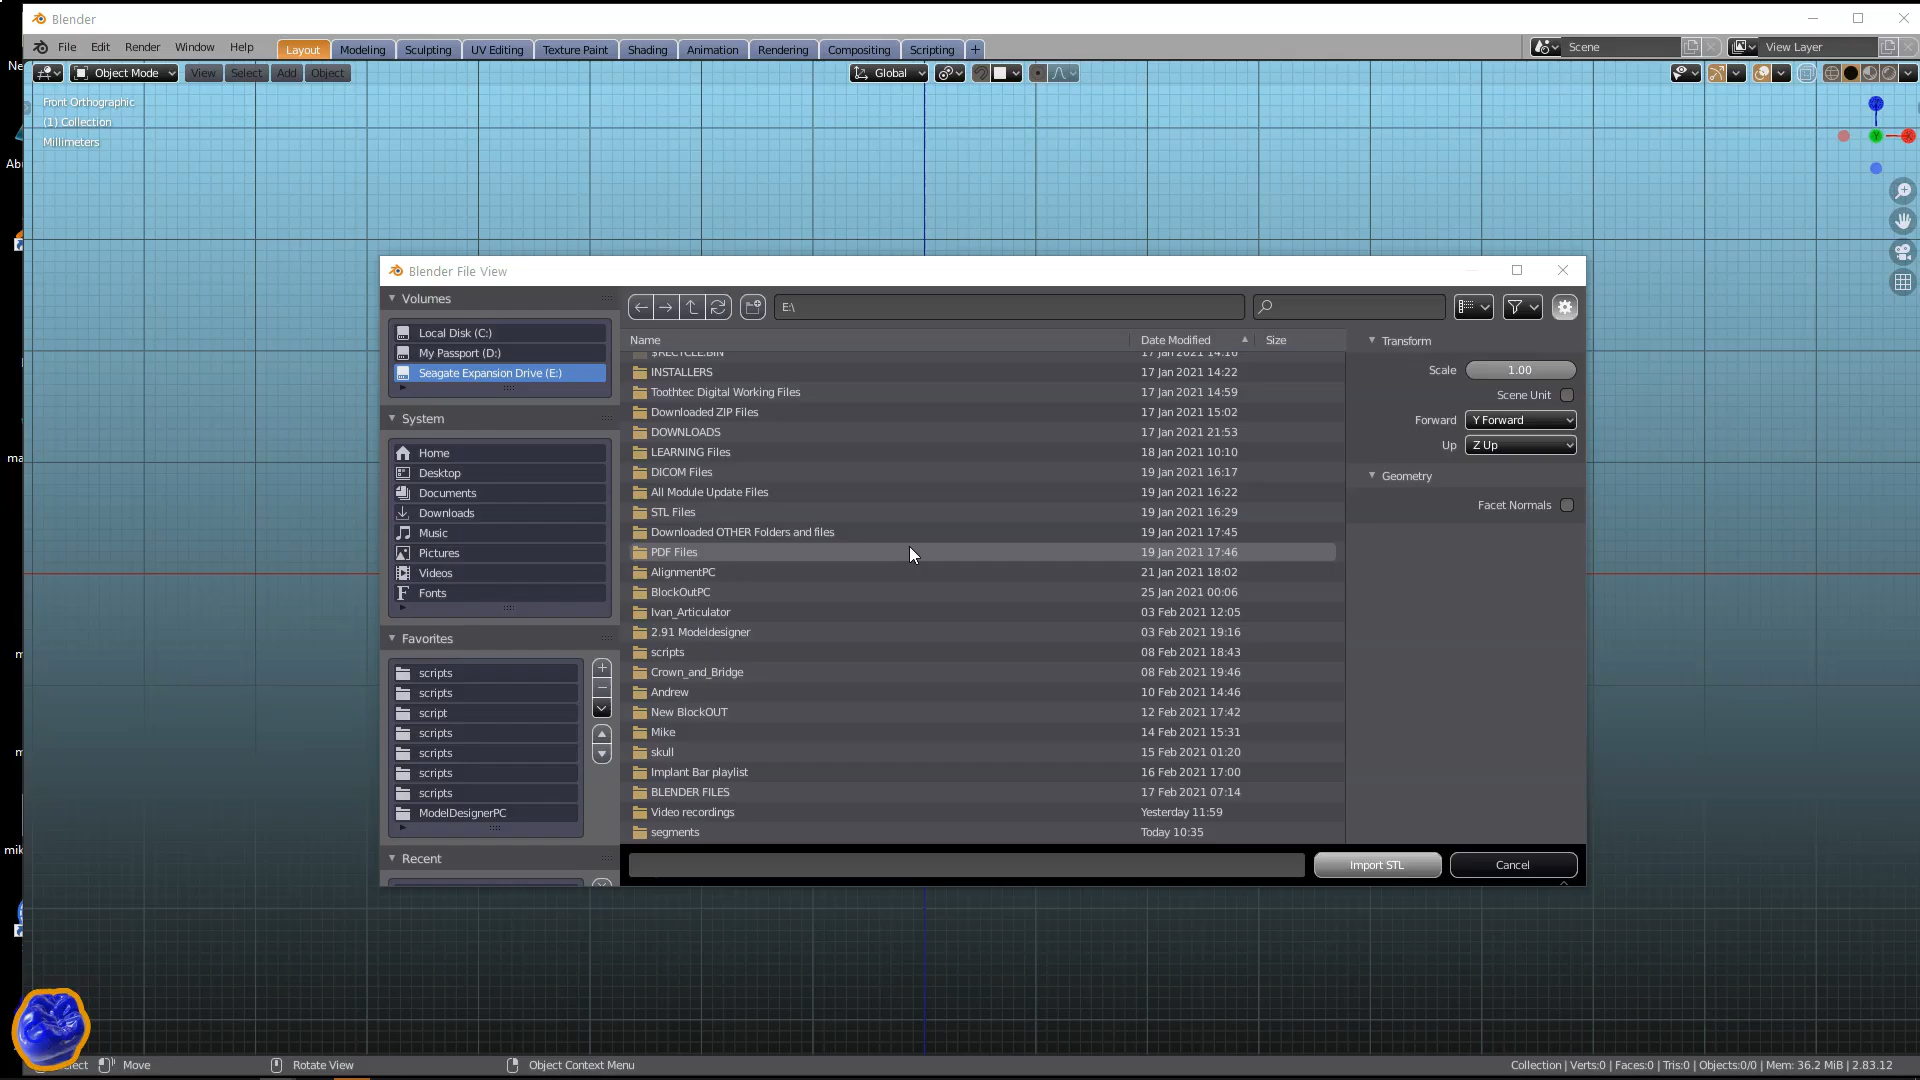 Blender
File Edit Render Window Help Layout Modeling Sculpting UV Editing Texture Paint Shading Animation Rendering Compositing Scripting + Scene View Layer
Object Mode View Select Add Object Global
Front Orthographic
(1) Collection
Millimeters
Ne
Ab
ma
m
m
mik
Blender File View
Volumes
Local Disk (C:)
My Passport (D:)
Seagate Expansion Drive (E:)
System
Home
Desktop
Documents
Downloads
Music
Pictures
Videos
Fonts
Favorites
scripts
scripts
script
scripts
scripts
scripts
scripts
ModelDesignerPC
Recent
E:\
Name Date Modified Size
$RECYCLE.BIN 17 Jan 2021 14:16
INSTALLERS 17 Jan 2021 14:22
Toothtec Digital Working Files 17 Jan 2021 14:59
Downloaded ZIP Files 17 Jan 2021 15:02
DOWNLOADS 17 Jan 2021 21:53
LEARNING Files 18 Jan 2021 10:10
DICOM Files 19 Jan 2021 16:17
All Module Update Files 19 Jan 2021 16:22
STL Files 19 Jan 2021 16:29
Downloaded OTHER Folders and files 19 Jan 2021 17:45
PDF Files 19 Jan 2021 17:46
AlignmentPC 21 Jan 2021 18:02
BlockOutPC 25 Jan 2021 00:06
Ivan_Articulator 03 Feb 2021 12:05
2.91 Modeldesigner 03 Feb 2021 19:16
scripts 08 Feb 2021 18:43
Crown_and_Bridge 08 Feb 2021 19:46
Andrew 10 Feb 2021 14:46
New BlockOUT 12 Feb 2021 17:42
Mike 14 Feb 2021 15:31
skull 15 Feb 2021 01:20
Implant Bar playlist 16 Feb 2021 17:00
BLENDER FILES 17 Feb 2021 07:14
Video recordings Yesterday 11:59
segments Today 10:35
Transform
Scale 1.00
Scene Unit
Forward Y Forward
Up Z Up
Geometry
Facet Normals
Import STL Cancel
Move Rotate View Object Context Menu Collection | Verts:0 | Faces:0 | Tris:0 | Objects:0/0 | Mem: 36.2 MiB | 2.83.12